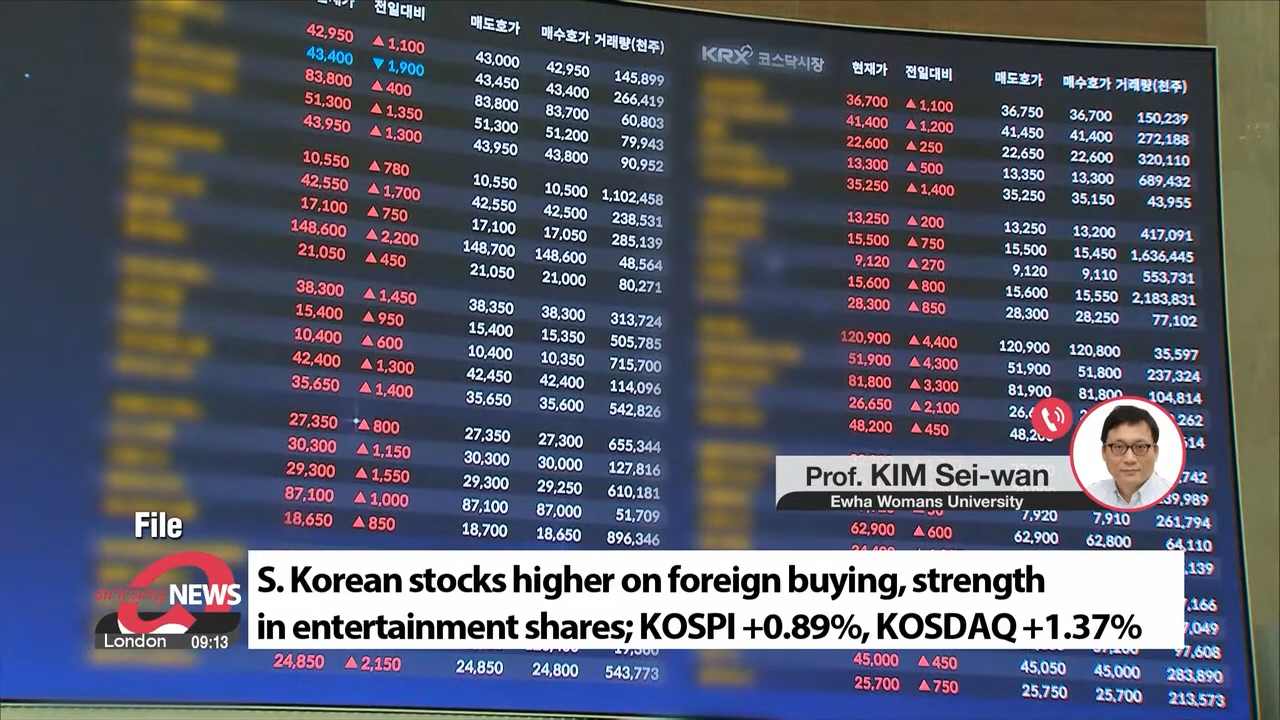 전일대비 매도호가 매수호가 거래량(천주)
42,950 ▲1,100 43,000 42,950 145,899
43,400 ▼1,900 43,450 43,400 266,419
83,800 ▲400 83,800 83,700 60,803
51,300 ▲1,350 51,300 51,200 79,943
43,950 ▲1,300 43,950 43,800 90,952
10,550 ▲780 10,550 10,500 1,102,458
42,550 ▲1,700 42,550 42,500 238,531
17,100 ▲750 17,100 17,050 285,139
148,600 ▲2,200 148,700 148,600 48,564
21,050 ▲450 21,050 21,000 80,271
38,300 ▲1,450 38,350 38,300 313,724
15,400 ▲950 15,400 15,350 505,785
10,400 ▲600 10,400 10,350 715,700
42,400 ▲1,300 42,450 42,400 114,096
35,650 ▲1,400 35,650 35,600 542,826
27,350 ▲800 27,350 27,300 655,344
30,300 ▲1,150 30,300 30,000 127,816
29,300 ▲1,550 29,300 29,250 610,181
87,100 ▲1,000 87,100 87,000 51,709
18,650 ▲850 18,700 18,650 896,346
24,850 ▲2,150 24,850 24,800 543,773
KRX 코스닥시장 현재가 전일대비 매도호가 매수호가 거래량(천주)
36,700 ▲1,100 36,750 36,700 150,239
41,400 ▲1,200 41,450 41,400 272,188
22,600 ▲250 22,650 22,600 320,110
13,300 ▲500 13,350 13,300 689,432
35,250 ▲1,400 35,250 35,150 43,955
13,250 ▲200 13,250 13,200 417,091
15,500 ▲750 15,500 15,450 1,636,445
9,120 ▲270 9,120 9,110 553,731
15,600 ▲800 15,600 15,550 2,183,831
28,300 ▲850 28,300 28,250 77,102
120,900 ▲4,400 120,900 120,800 35,597
51,900 ▲4,300 51,900 51,800 237,324
81,800 ▲3,300 81,900 81,800 104,814
26,650 ▲2,100
48,200 ▲450
7,920 7,910 261,794
62,900 ▲600 62,900 62,800 64,110
45,000 ▲450 45,050 45,000 283,890
25,700 ▲750 25,750 25,700 213,573
Prof. KIM Sei-wan
Ewha Womans University
File
arirang NEWS
London 09:13
S. Korean stocks higher on foreign buying, strength
in entertainment shares; KOSPI +0.89%, KOSDAQ +1.37%